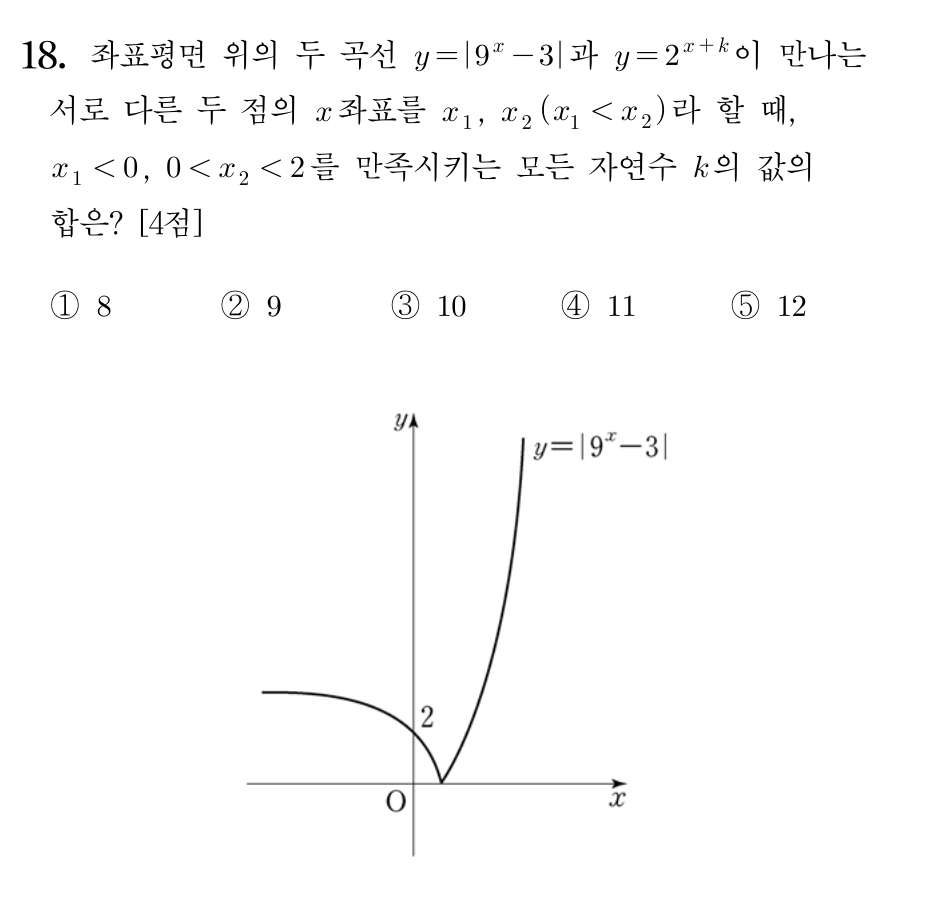 18. 좌표평면 위의 두 곡선 y=|9^x−3|과 y=2^{x+k}이 만나는
서로 다른 두 점의 x좌표를 x₁, x₂(x₁<x₂)라 할 때,
x₁<0, 0<x₂<2를 만족시키는 모든 자연수 k의 값의
합은? [4점]
① 8 ② 9 ③ 10 ④ 11 ⑤ 12
y
y=|9^x−3|
2
O
x